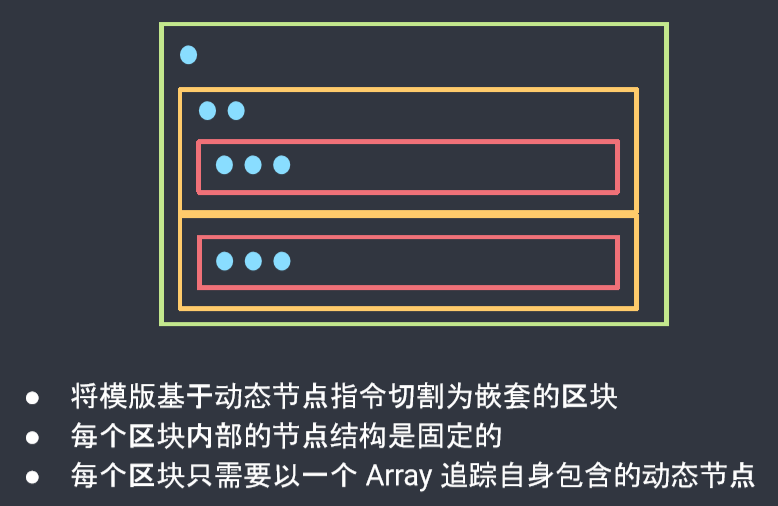 ● 将模版基于动态节点指令切割为嵌套的区块
● 每个区块内部的节点结构是固定的
● 每个区块只需要以一个 Array 追踪自身包含的动态节点